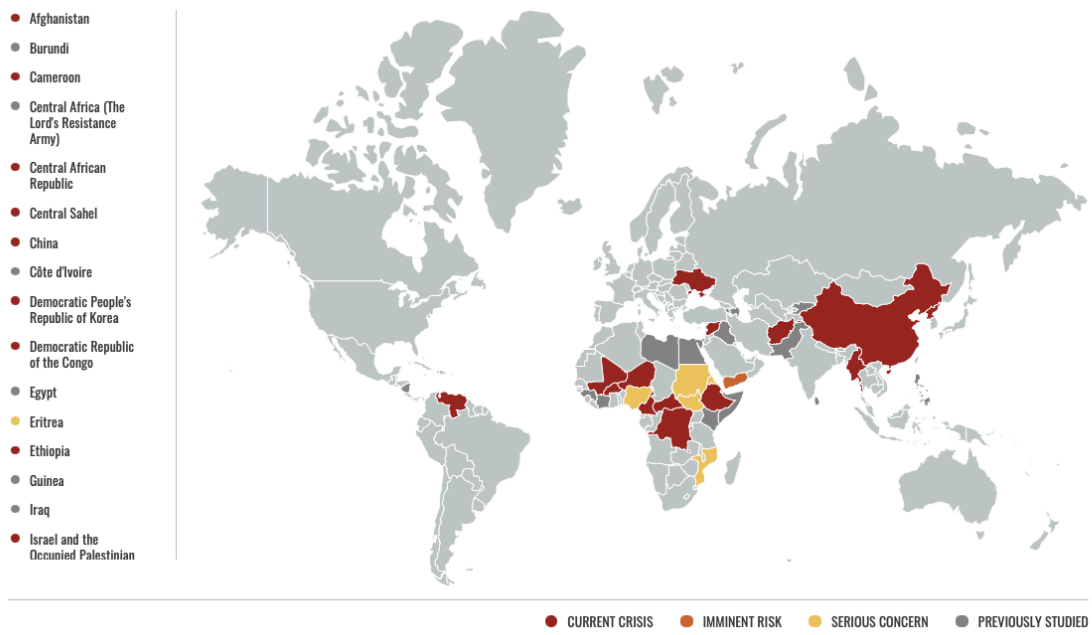 Afghanistan
Burundi
Cameroon
Central Africa (The
Lord's Resistance
Army)
Central African
Republic
Central Sahel
China
Côte d'Ivoire
Democratic People's
Republic of Korea
Democratic Republic
of the Congo
Egypt
Eritrea
Ethiopia
Guinea
Iraq
Israel and the
Occupied Palestinian
CURRENT CRISIS
IMMINENT RISK
SERIOUS CONCERN
PREVIOUSLY STUDIED